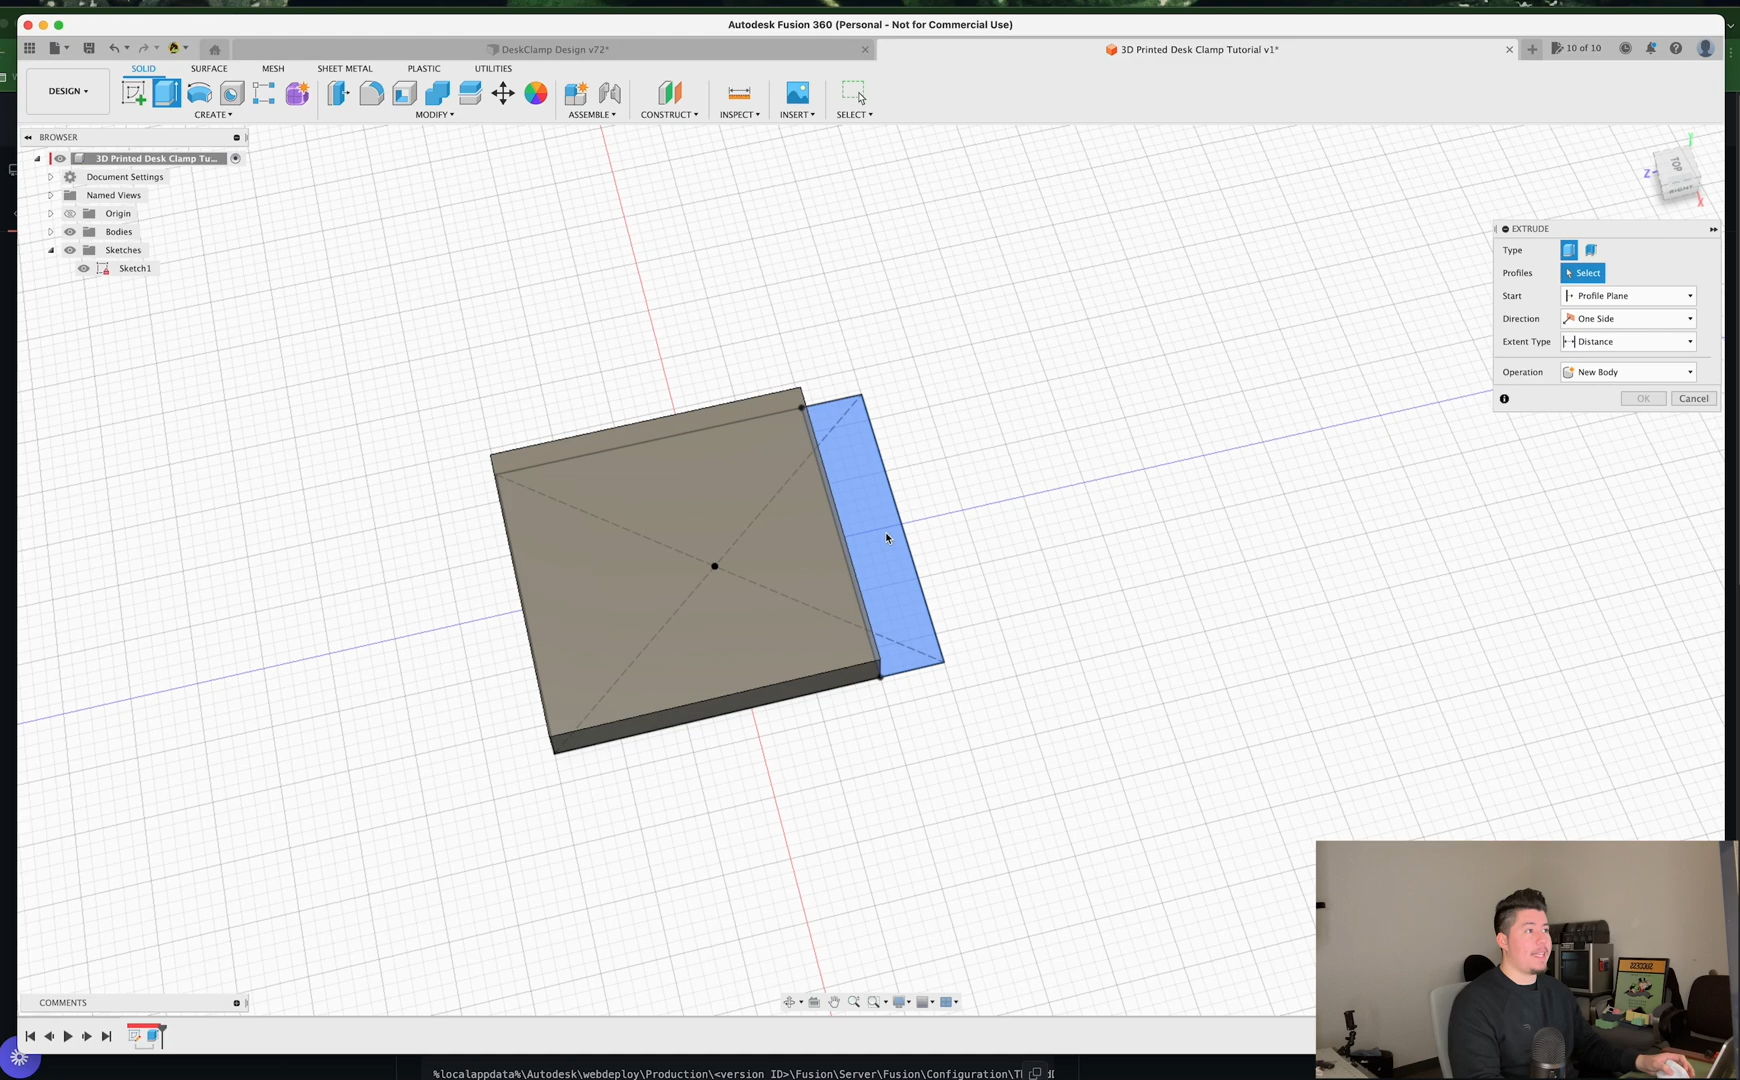 Autodesk Fusion 360 (Personal - Not for Commercial Use)
DeskClamp Design v72*
3D Printed Desk Clamp Tutorial v1*
10 of 10
DESIGN
SOLID
SURFACE
MESH
SHEET METAL
PLASTIC
UTILITIES
CREATE
MODIFY
ASSEMBLE
CONSTRUCT
INSPECT
INSERT
SELECT
BROWSER
3D Printed Desk Clamp Tu...
Document Settings
Named Views
Origin
Bodies
Sketches
Sketch1
TOP
RIGHT
Z
X
EXTRUDE
Type
Profiles
Select
Start
Profile Plane
Direction
One Side
Extent Type
Distance
Operation
New Body
OK
Cancel
COMMENTS
%localappdata%\Autodesk\webdeploy\Production\<version ID>\Fusion\Server\Fusion\Configuration\